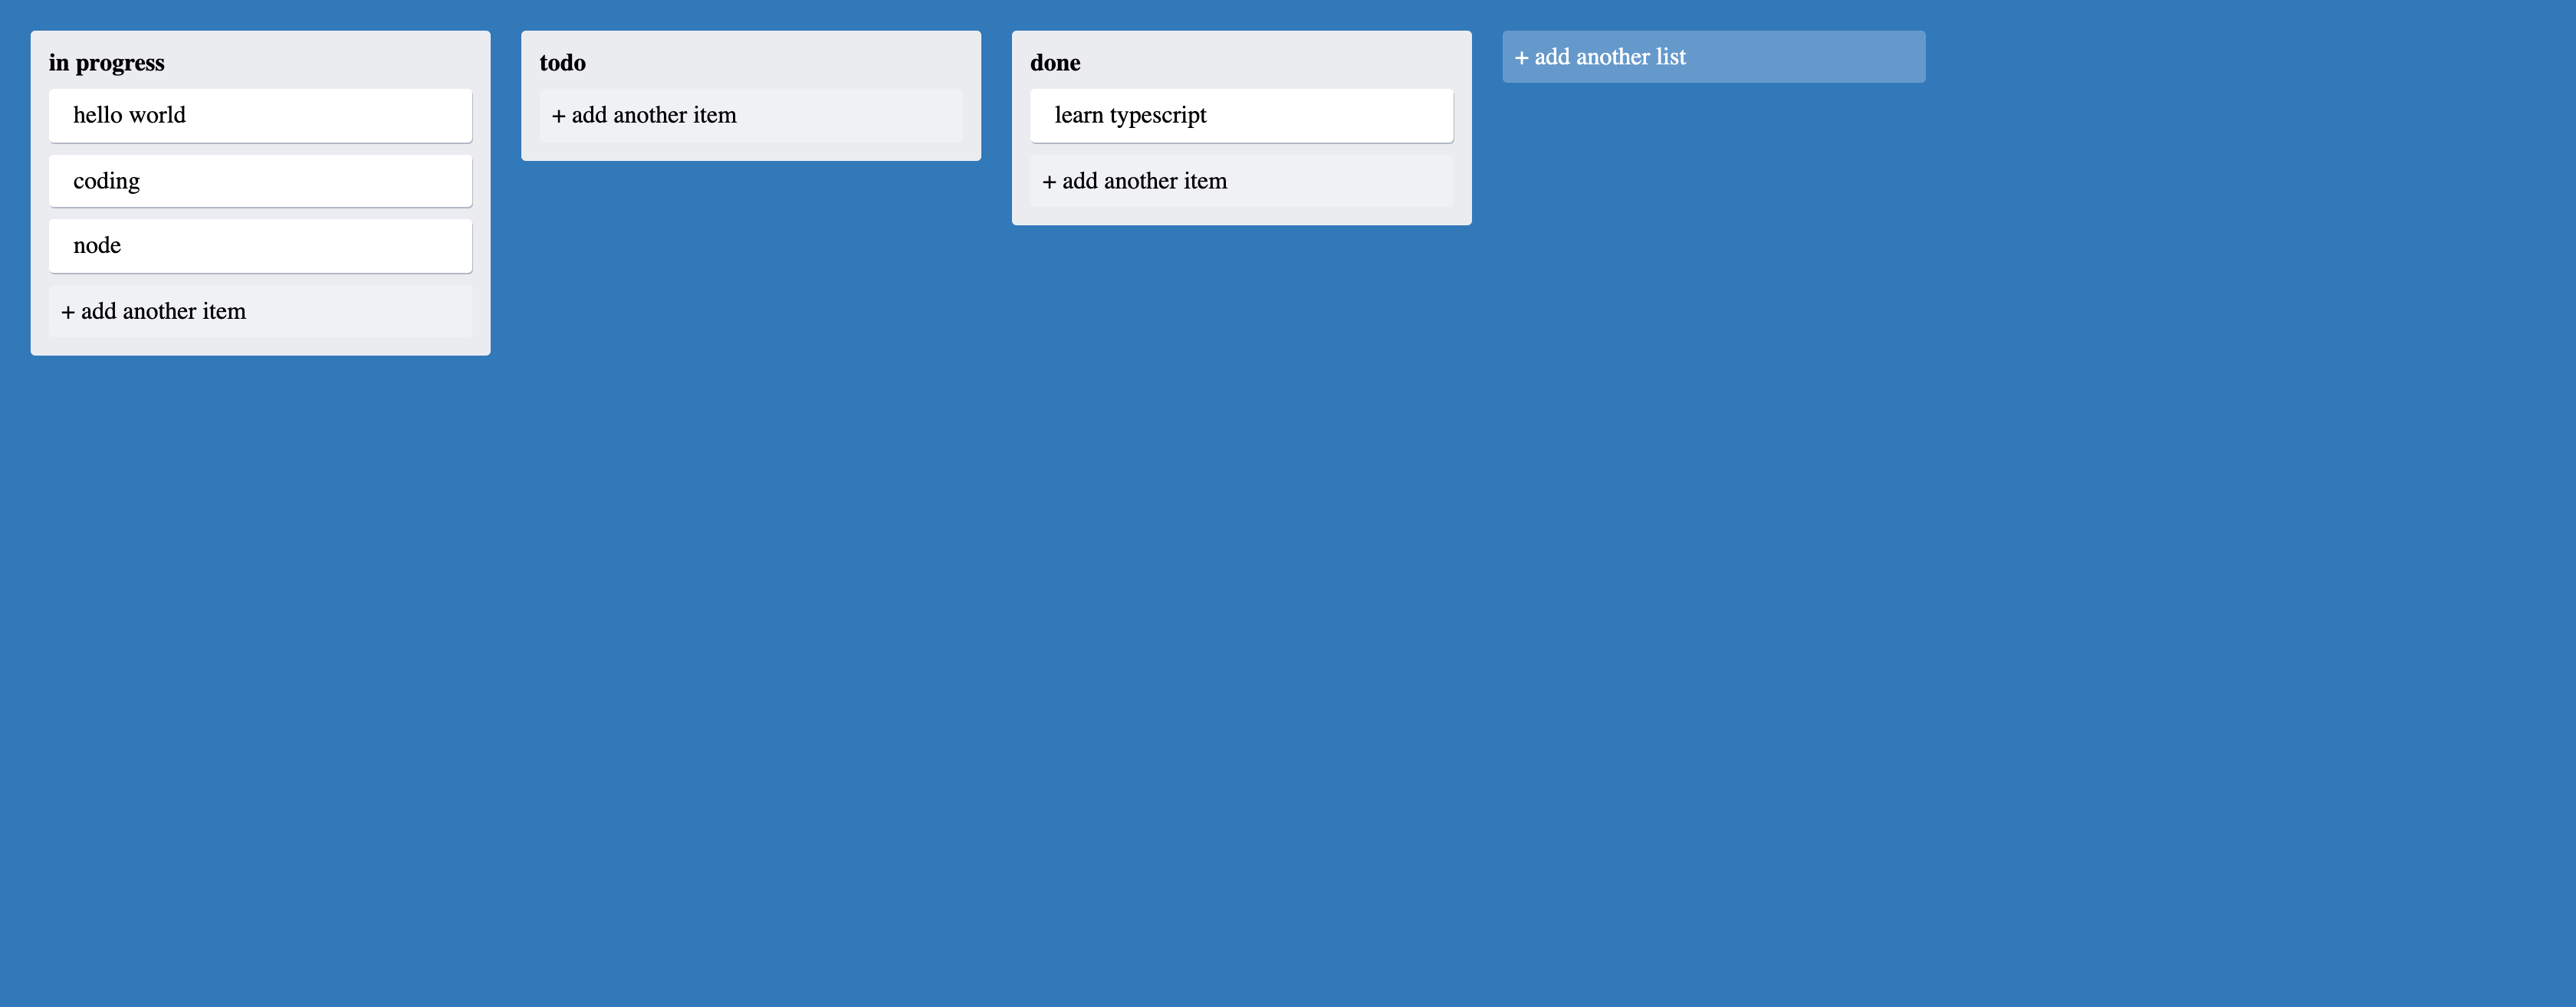 in progress
hello world
coding
node
+ add another item
todo
+ add another item
done
learn typescript
+ add another item
+ add another list